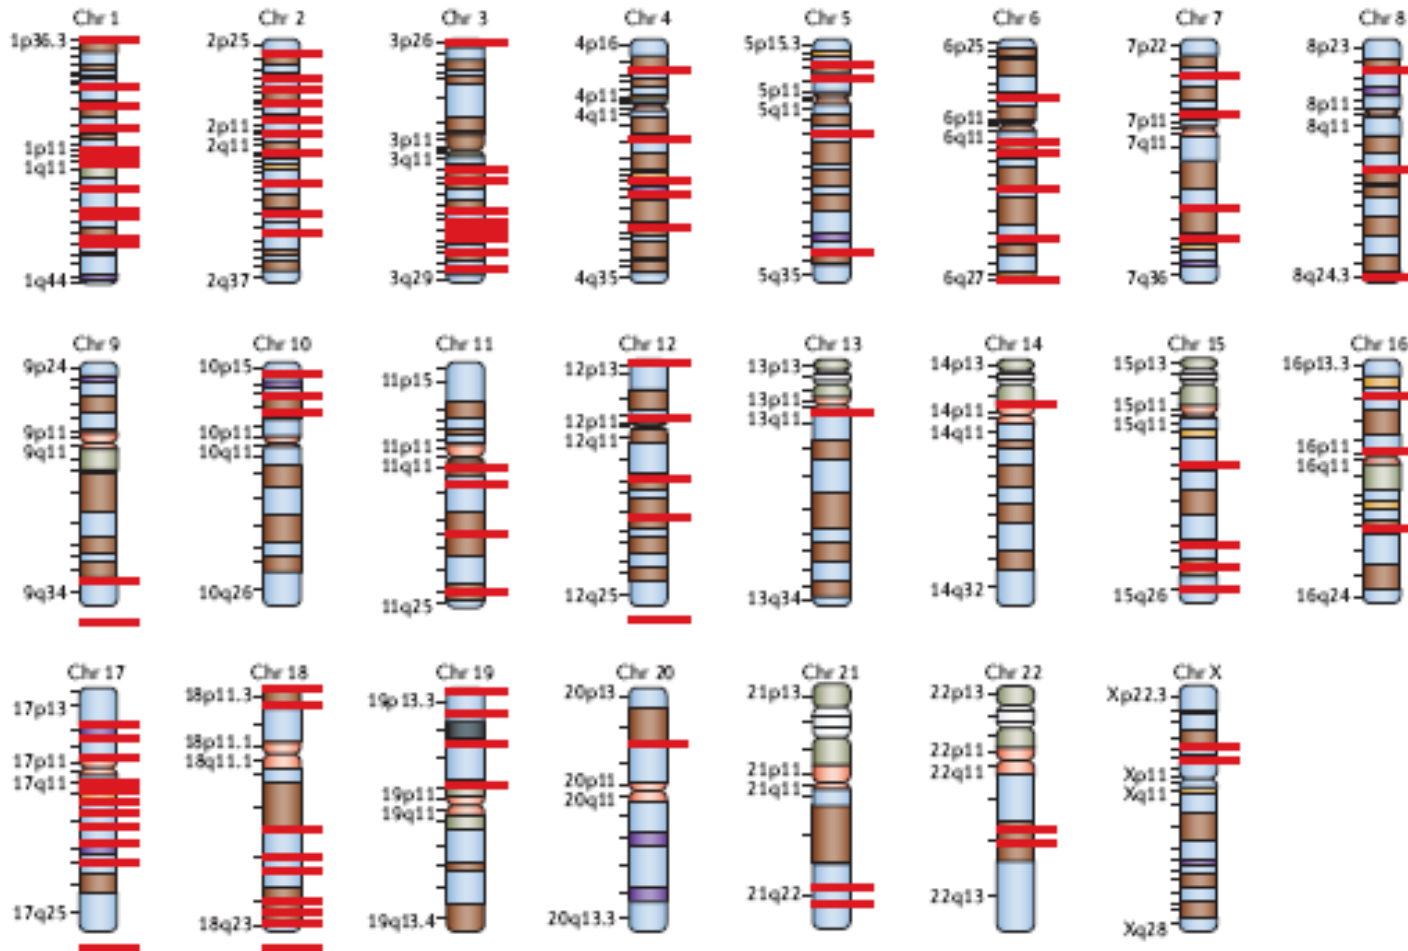 Chr 1 Chr 2 Chr 3 Chr 4 Chr 5 Chr 6 Chr 7 Chr 8
1p36.3 2p25 3p26 4p16 5p15.3 6p25 7p22 8p23
1p11 2p11 3p11 4p11 5p11 6p11 7p11 8p11
1q11 2q11 3q11 4q11 5q11 6q11 7q11 8q11
1q44 2q37 3q29 4q35 5q35 6q27 7q36 8q24.3
Chr 9 Chr 10 Chr 11 Chr 12 Chr 13 Chr 14 Chr 15 Chr 16
9p24 10p15 11p15 12p13 13p13 14p13 15p13 16p13.3
9p11 10p11 11p11 12p11 13p11 14p11 15p11 16p11
9q11 10q11 11q11 12q11 13q11 14q11 15q11 16q11
9q34 10q26 11q25 12q25 13q34 14q32 15q26 16q24
Chr 17 Chr 18 Chr 19 Chr 20 Chr 21 Chr 22 Chr X
17p13 18p11.3 19p13.3 20p13 21p13 22p13 Xp22.3
17p11 18p11.1 19p11 20p11 21p11 22p11 Xp11
17q11 18q11.1 19q11 20q11 21q11 22q11 Xq11
17q25 18q23 19q13.4 20q13.3 21q22 22q13 Xq28